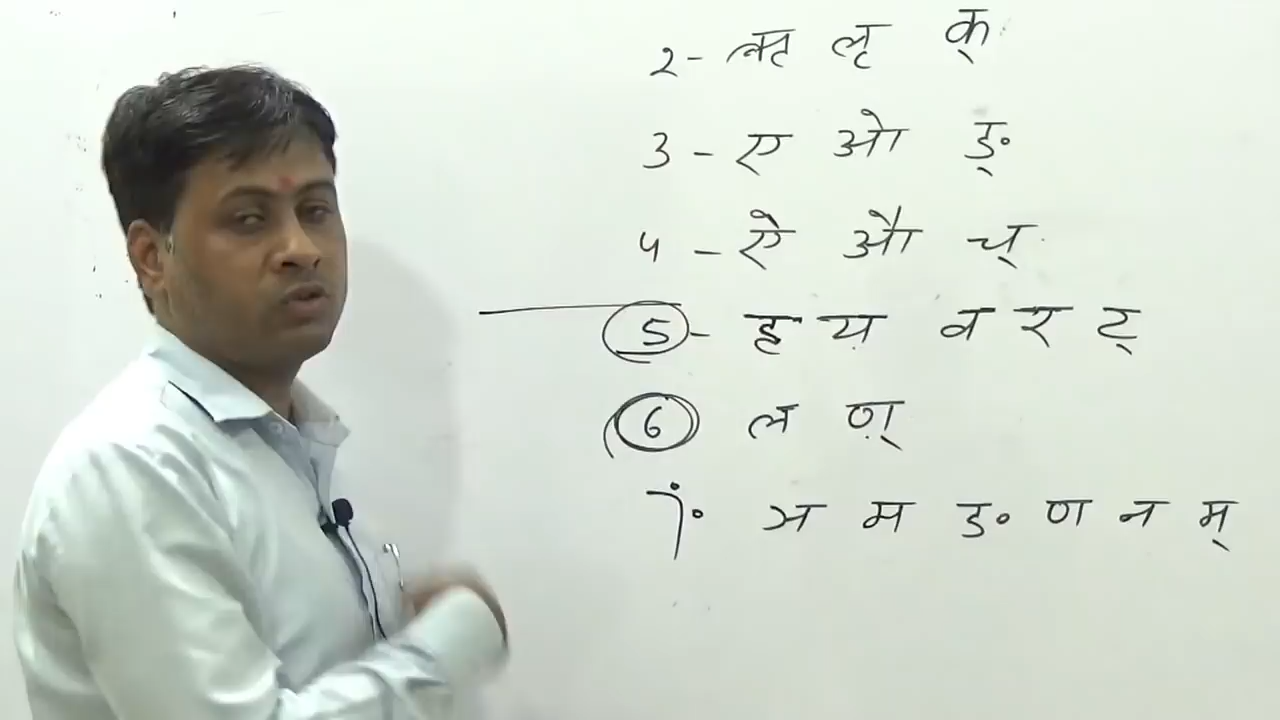 2- ऋ लृ क्
3 - ए ओ ङ्
4 - ऐ औ च्
5- ह य व र ट्
6 ल ण्
7. ञ म ङ ण न म्